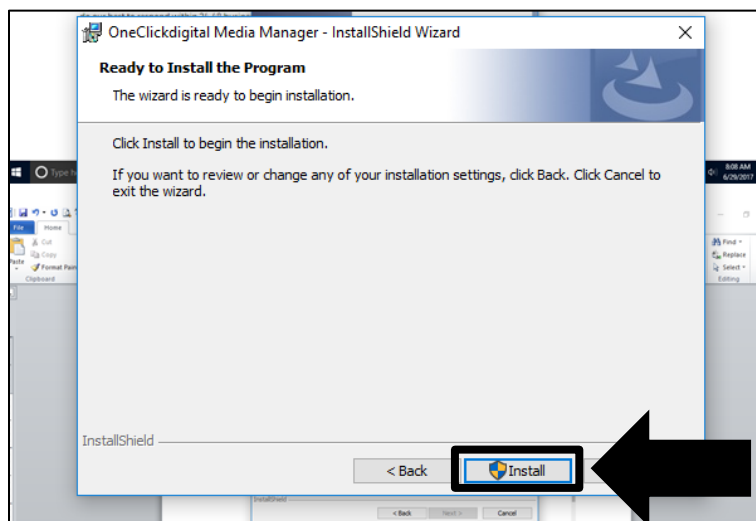 OneClickdigital Media Manager - InstallShield Wizard
Ready to Install the Program
The wizard is ready to begin installation.
Click Install to begin the installation.
If you want to review or change any of your installation settings, click Back. Click Cancel to
exit the wizard.
8:08 AM
6/29/2017
Type
File Home
Cut
Copy
Paste
Format Pain
Clipboard
Find
Replace
Select
Editing
InstallShield
< Back
Install
InstallShield
< Back Next > Cancel